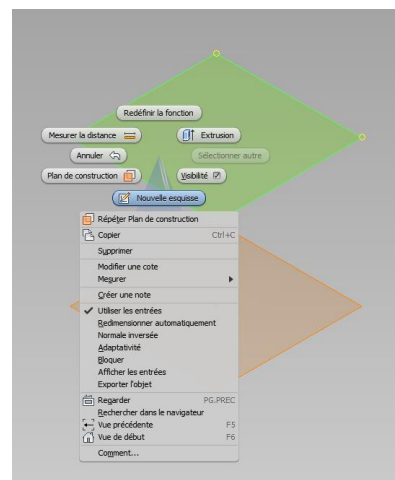 Redéfinir la fonction
Mesurer la distance
Extrusion
Annuler
Sélectionner autre
Plan de construction
Visibilité
Nouvelle esquisse
Répéter Plan de construction
Copier Ctrl+C
Supprimer
Modifier une cote
Mesurer
Créer une note
Utiliser les entrées
Redimensionner automatiquement
Normale inversée
Adaptativité
Bloquer
Afficher les entrées
Exporter l'objet
Regarder PG.PREC
Rechercher dans le navigateur
Vue précédente F5
Vue de début F6
Comment...